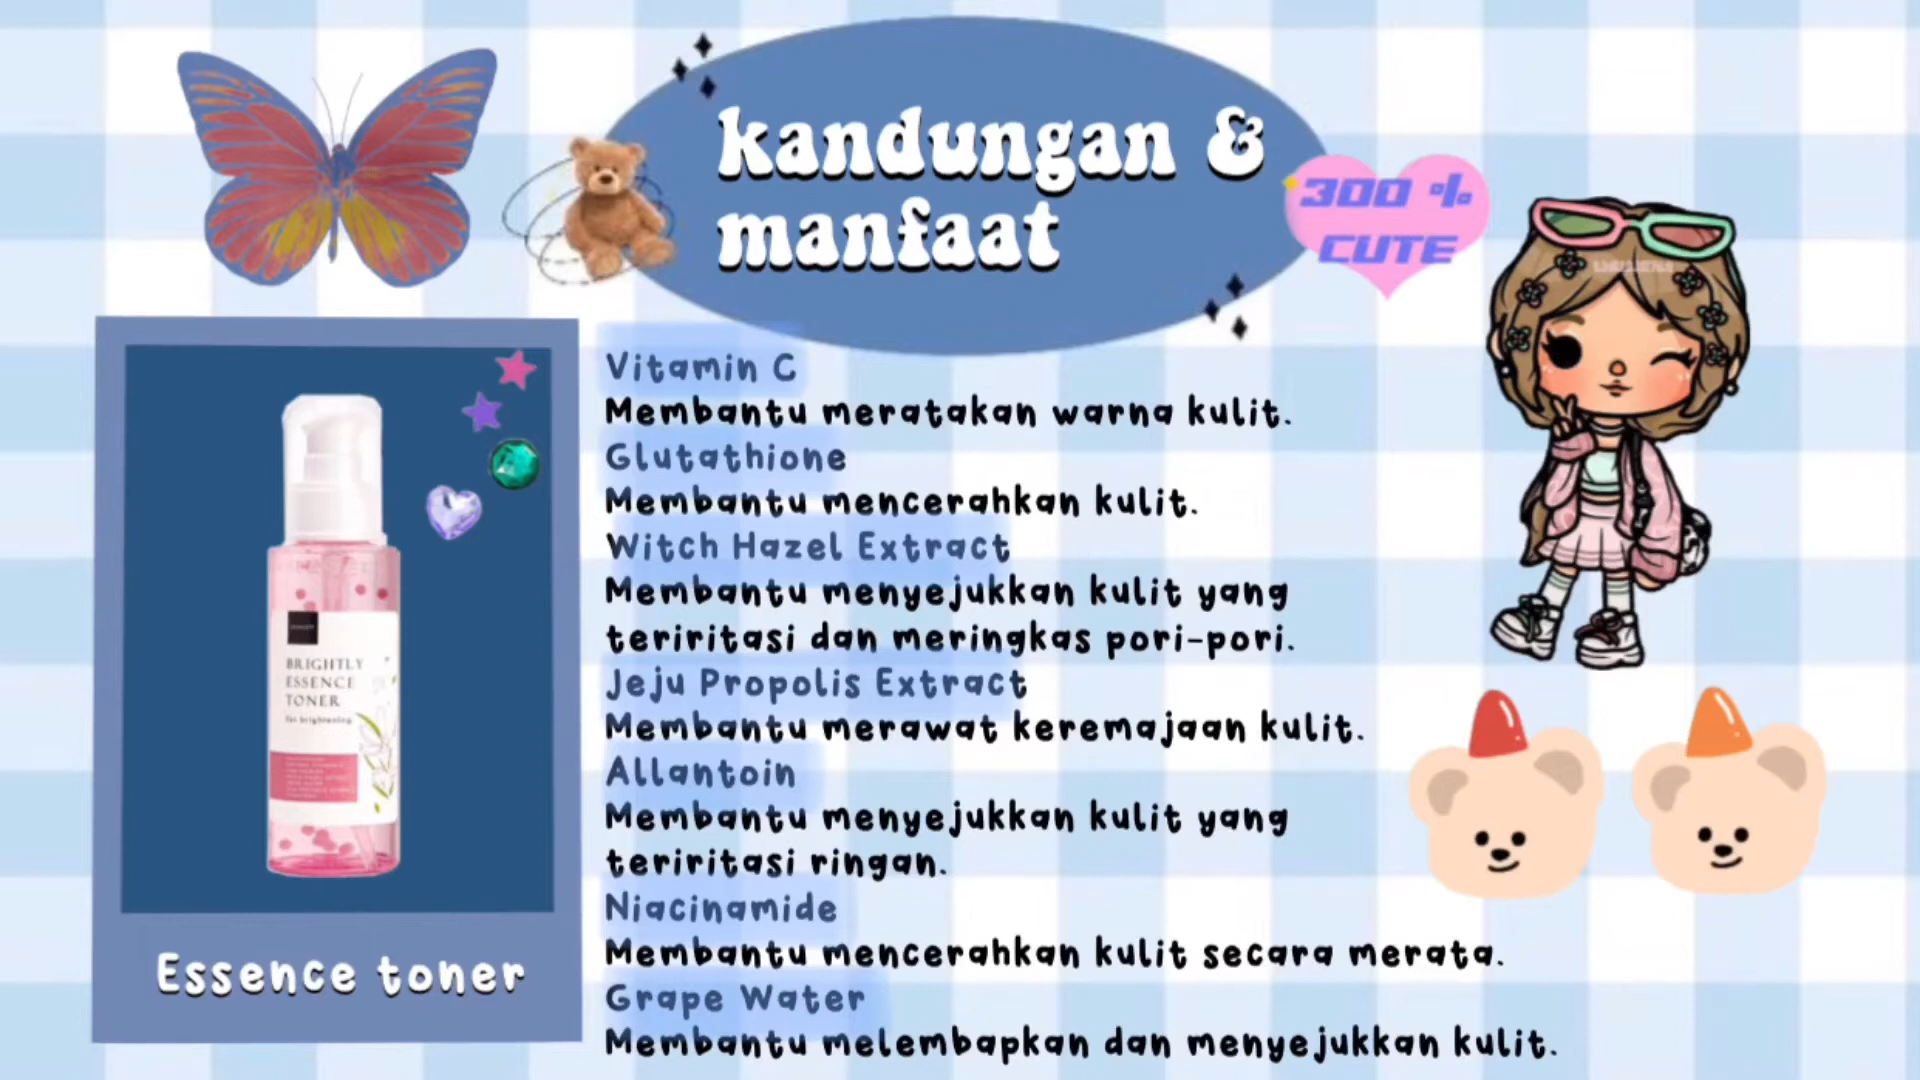 kandungan &
manfaat
300 %
CUTE
Vitamin C
Membantu meratakan warna kulit.
Glutathione
Membantu mencerahkan kulit.
Witch Hazel Extract
Membantu menyejukkan kulit yang
teriritasi dan meringkas pori-pori.
Jeju Propolis Extract
Membantu merawat keremajaan kulit.
Allantoin
Membantu menyejukkan kulit yang
teriritasi ringan.
Niacinamide
Membantu mencerahkan kulit secara merata.
Grape Water
Membantu melembapkan dan menyejukkan kulit.
BRIGHTLY
ESSENCE
TONER
for brightening
Essence toner